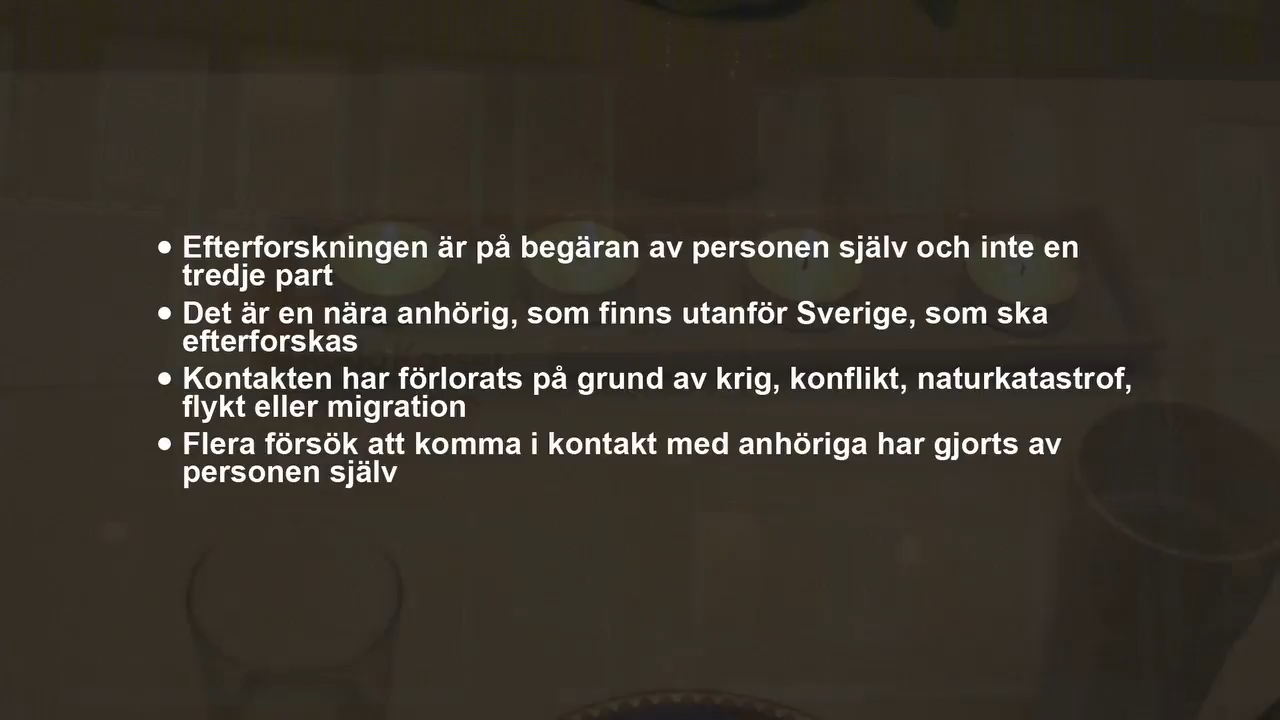 • Efterforskningen är på begäran av personen själv och inte en
tredje part
• Det är en nära anhörig, som finns utanför Sverige, som ska
efterforskas
• Kontakten har förlorats på grund av krig, konflikt, naturkatastrof,
flykt eller migration
• Flera försök att komma i kontakt med anhöriga har gjorts av
personen själv